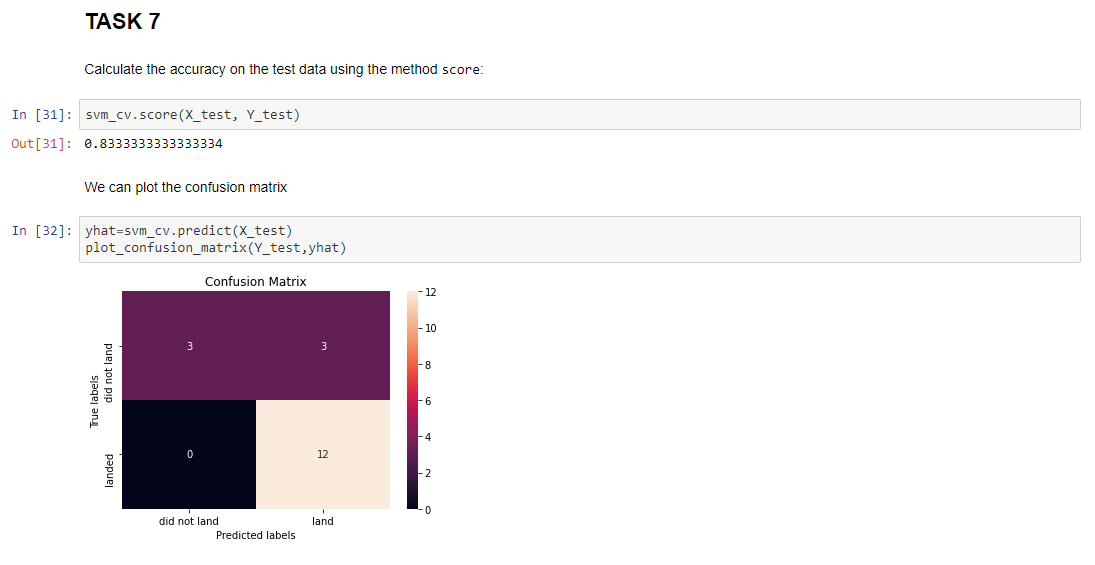 TASK 7
Calculate the accuracy on the test data using the method score:
In [31]: svm_cv.score(X_test, Y_test)
Out[31]: 0.8333333333333334
We can plot the confusion matrix
In [32]: yhat=svm_cv.predict(X_test)
plot_confusion_matrix(Y_test,yhat)
Confusion Matrix
True labels
did not land
landed
3 3
0 12
did not land land
Predicted labels
12
10
8
6
4
2
0